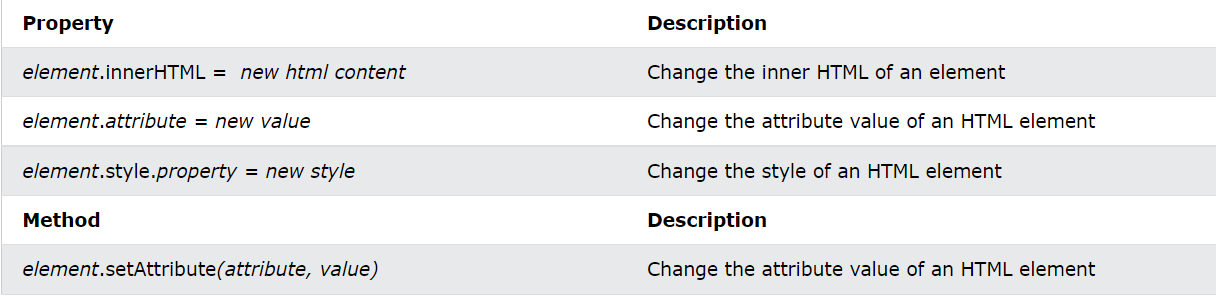 Property Description
element.innerHTML =  new html content Change the inner HTML of an element
element.attribute = new value Change the attribute value of an HTML element
element.style.property = new style Change the style of an HTML element
Method Description
element.setAttribute(attribute, value) Change the attribute value of an HTML element